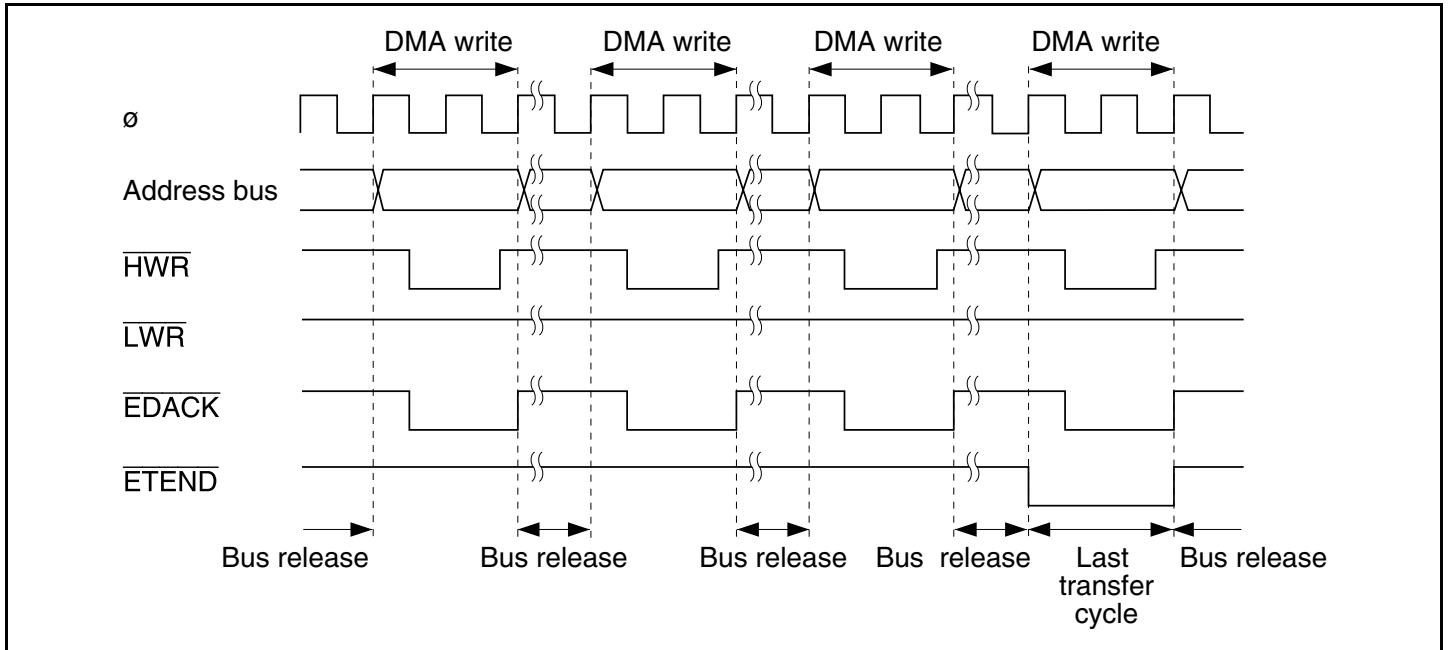 DMA write DMA write DMA write DMA write
ø
Address bus
HWR
LWR
EDACK
ETEND
Bus release Bus release Bus release Bus release Last transfer cycle Bus release